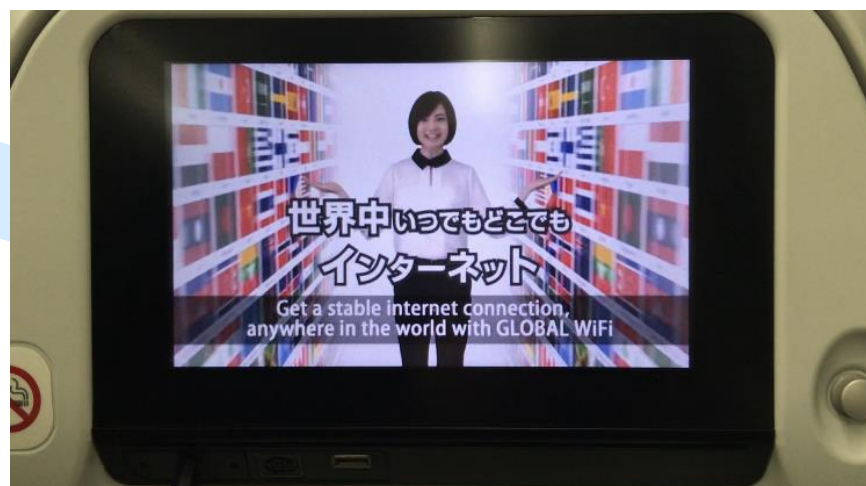 世界中いつでもどこでも
インターネット
Get a stable internet connection,
anywhere in the world with GLOBAL WiFi